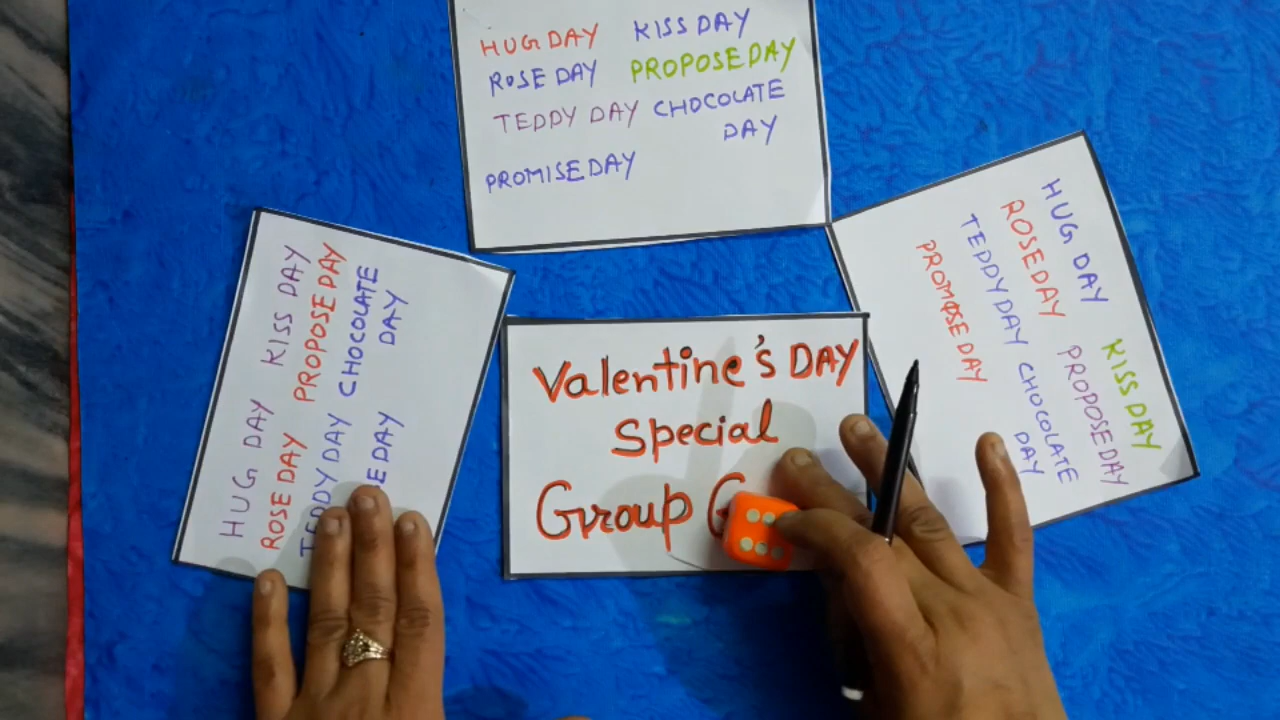 HUG DAY KISS DAY
ROSE DAY PROPOSE DAY
TEDDY DAY CHOCOLATE
DAY
PROMISE DAY
HUG DAY KISS DAY
ROSE DAY PROPOSE DAY
TEDDY DAY CHOCOLATE
DAY
DAY
Valentine's DAY
Special
Group
HUG DAY KISS DAY
ROSE DAY PROPOSE DAY
TEDDY DAY CHOCOLATE
DAY
PROMISE DAY